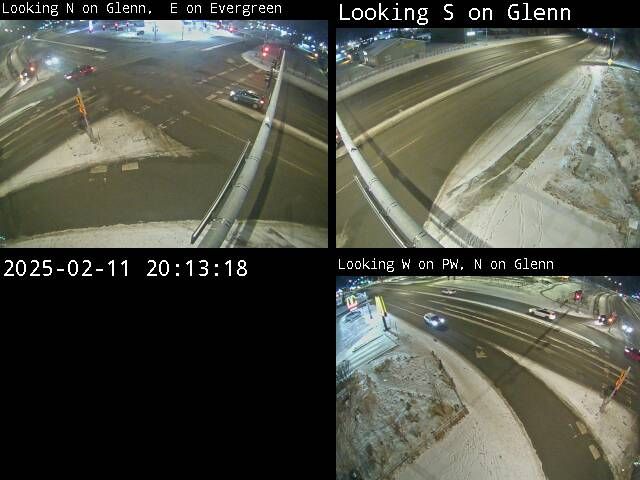 Looking N on Glenn,  E on Evergreen
Looking S on Glenn
2025-02-11 20:13:18
Looking W on PW, N on Glenn